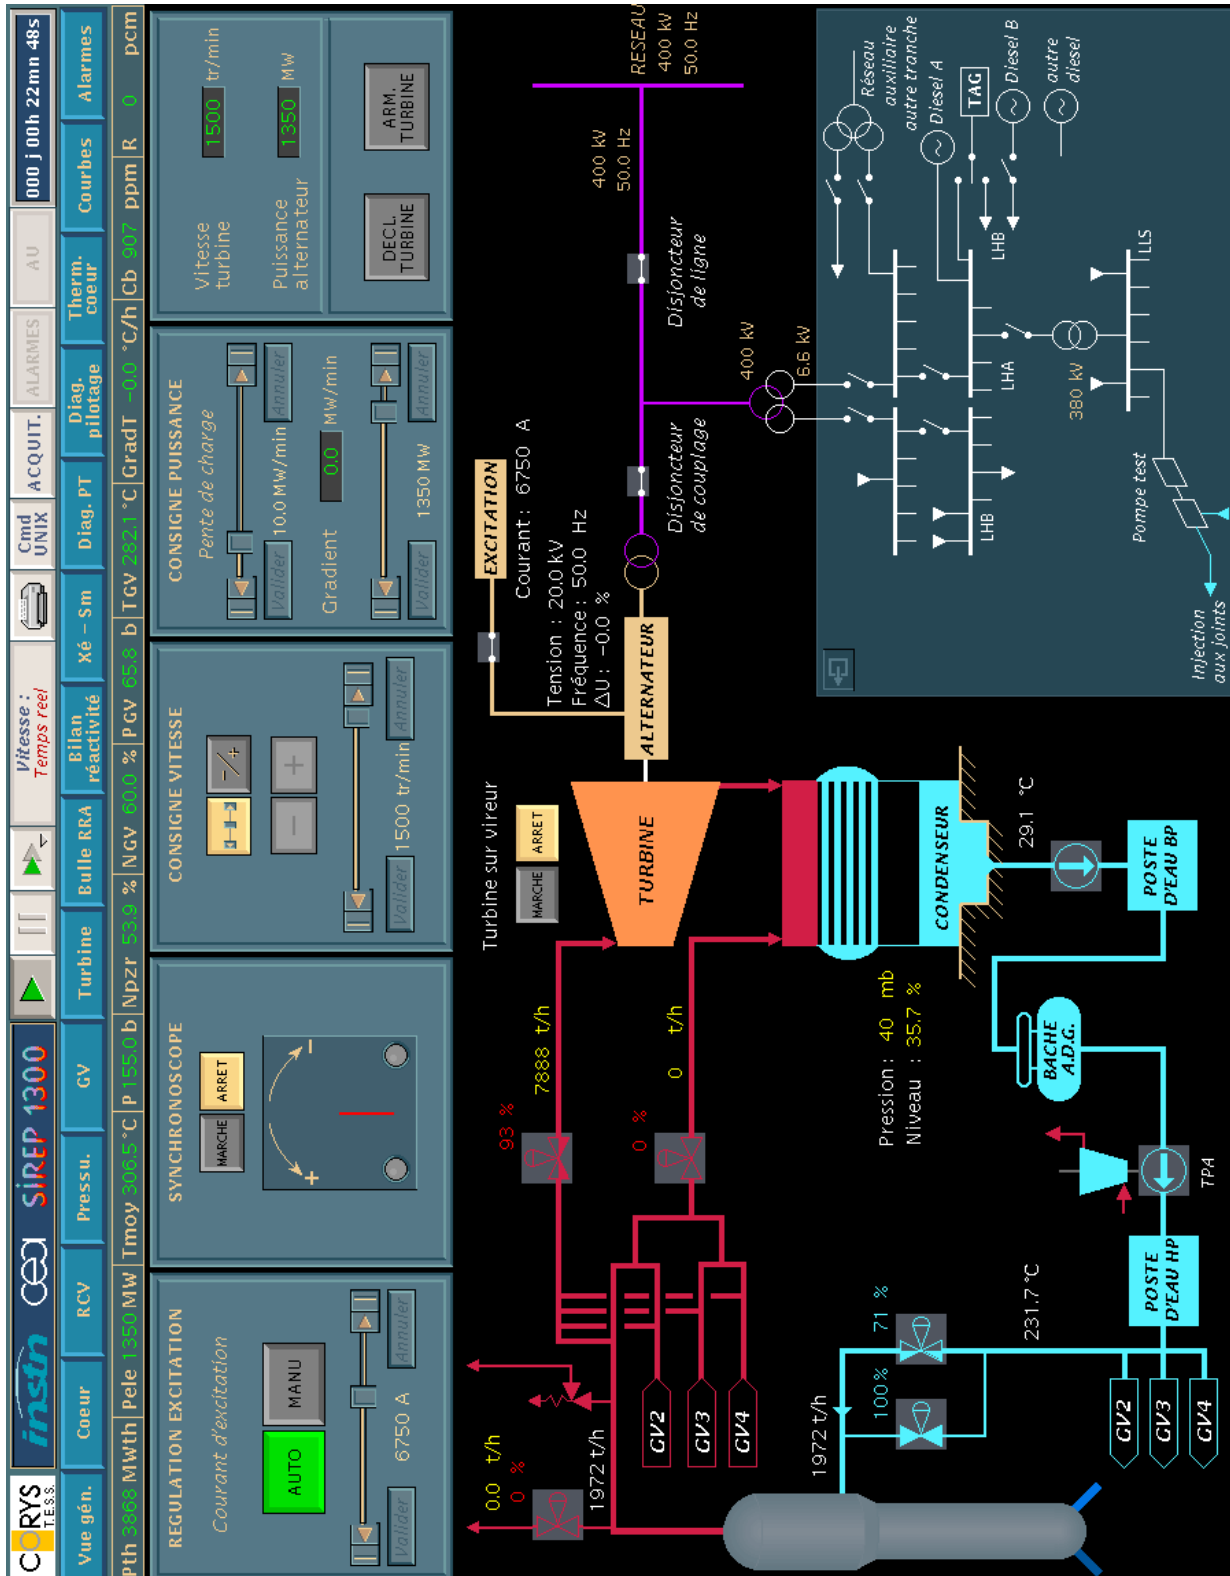 CORYS
T.E.S.S.
instn
cea
SiREP 1300
Vitesse :
Temps reel
Cmd
UNIX
ACQUIT.
ALARMES
AU
000 j 00h 22mn 48s
Vue gén.
Coeur
RCV
Pressu.
GV
Turbine
Bulle RRA
Bilan
réactivité
Xé - Sm
Diag. PT
Diag.
pilotage
Therm.
coeur
Courbes
Alarmes
Pth 3868 MWth Pele 1350 MW Tmoy 306.5 °C P 155.0 b Npzr 53.9 % NGV 60.0 % PGV 65.8 b TGV 282.1 °C GradT -0.0 °C/h Cb 907 ppm R 0 pcm
REGULATION EXCITATION
Courant d'excitation
AUTO
MANU
6750 A
Valider
Annuler
SYNCHRONOSCOPE
MARCHE
ARRET
+
-
CONSIGNE VITESSE
-/+
-
+
1500 tr/min
Valider
Annuler
CONSIGNE PUISSANCE
Pente de charge
10.0 MW/min
Valider
Annuler
Gradient
0.0
MW/min
1350 MW
Valider
Annuler
Vitesse
turbine
1500
tr/min
Puissance
alternateur
1350
MW
DECL.
TURBINE
ARM.
TURBINE
0.0 t/h
0 %
1972 t/h
GV2
GV3
GV4
93 %
7888 t/h
0 %
0 t/h
Turbine sur vireur
MARCHE
ARRET
TURBINE
ALTERNATEUR
EXCITATION
Courant : 6750 A
Tension : 20.0 kV
Fréquence : 50.0 Hz
ΔU : -0.0 %
Disjoncteur
de couplage
Disjoncteur
de ligne
400 kV
50.0 Hz
RESEAU
400 kV
50.0 Hz
400 kV
6.6 kV
Pression : 40 mb
Niveau : 35.7 %
CONDENSEUR
29.1 °C
POSTE
D'EAU BP
BACHE
A.D.G.
TPA
POSTE
D'EAU HP
231.7 °C
71 %
100%
1972 t/h
GV2
GV3
GV4
Réseau
auxiliaire
autre tranche
Diesel A
TAG
Diesel B
autre
diesel
LHB
LHA
LHB
380 kV
LLS
Pompe test
Injection
aux joints